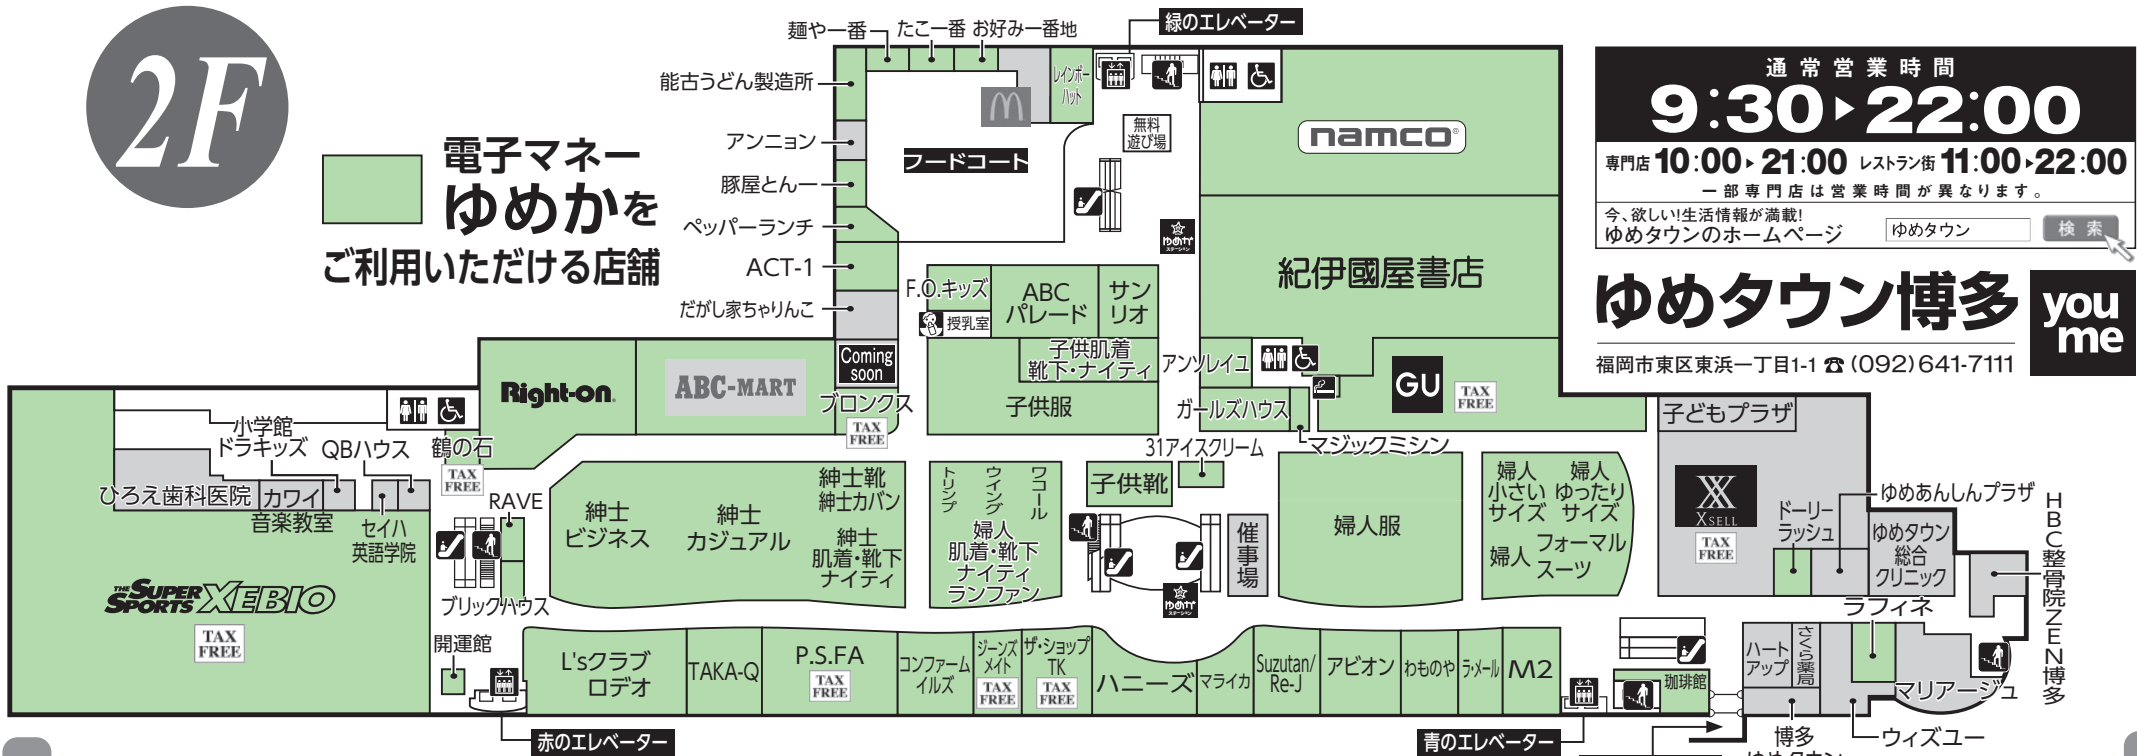 2F
電子マネー
ゆめかを
ご利用いただける店舗
麺や一番
たこ一番
お好み一番地
緑のエレベーター
能古うどん製造所
アンニョン
豚屋とん一
ペッパーランチ
ACT-1
だがし家ちゃりんこ
フードコート
レインボー
ハット
無料
遊び場
ゆめか
ステーション
namco
紀伊國屋書店
通常営業時間
9:30▶22:00
専門店 10:00▶21:00 レストラン街 11:00▶22:00
一部専門店は営業時間が異なります。
今、欲しい!生活情報が満載!
ゆめタウンのホームページ
ゆめタウン
検索
ゆめタウン博多
you
me
福岡市東区東浜一丁目1-1 ☎(092)641-7111
F.O.キッズ
授乳室
ABC
パレード
サン
リオ
子供肌着
靴下・ナイティ
子供服
アンソレイユ
ガールズハウス
マジックミシン
GU
TAX
FREE
Right-on.
ABC-MART
Coming
soon
ブロンクス
TAX
FREE
小学館
ドラキッズ
QBハウス
鶴の石
TAX
FREE
ひろえ歯科医院
カワイ
音楽教室
セイハ
英語学院
RAVE
ブリックハウス
THE SUPER
SPORTS XEBIO
TAX
FREE
開運館
紳士
ビジネス
紳士
カジュアル
紳士靴
紳士カバン
紳士
肌着・靴下
ナイティ
トリンプ
ウイング
ワコール
婦人
肌着・靴下
ナイティ
ランファン
子供靴
31アイスクリーム
催事場
ゆめか
ステーション
婦人服
婦人
小さい
サイズ
婦人
ゆったり
サイズ
婦人
フォーマル
スーツ
子どもプラザ
XSELL
TAX
FREE
ドーリー
ラッシュ
ゆめあんしんプラザ
ゆめタウン
総合
クリニック
HBC整骨院ZEN博多
ラフィネ
L'sクラブ
ロデオ
TAKA-Q
P.S.FA
TAX
FREE
コンファーム
イルズ
ジーンズ
メイト
TAX
FREE
ザ・ショップ
TK
TAX
FREE
ハニーズ
マライカ
Suzutan/
Re-J
アビオン
わものや
ラ・メール
M2
珈琲館
ハート
アップ
さくら薬局
マリアージュ
博多
ウィズユー
赤のエレベーター
青のエレベーター